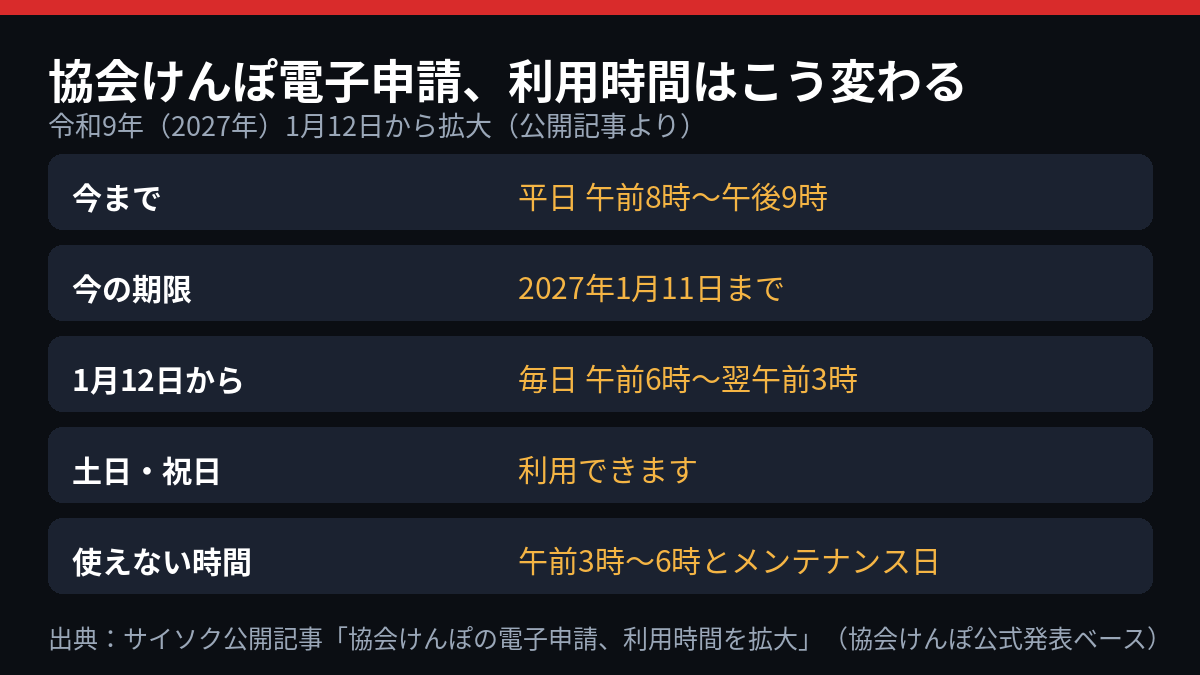 協会けんぽ電子申請、利用時間はこう変わる
令和9年（2027年）1月12日から拡大（公開記事より）
今まで 平日 午前8時～午後9時
今の期限 2027年1月11日まで
1月12日から 毎日 午前6時～翌午前3時
土日・祝日 利用できます
使えない時間 午前3時～6時とメンテナンス日
出典：サイソク公開記事「協会けんぽの電子申請、利用時間を拡大」（協会けんぽ公式発表ベース）